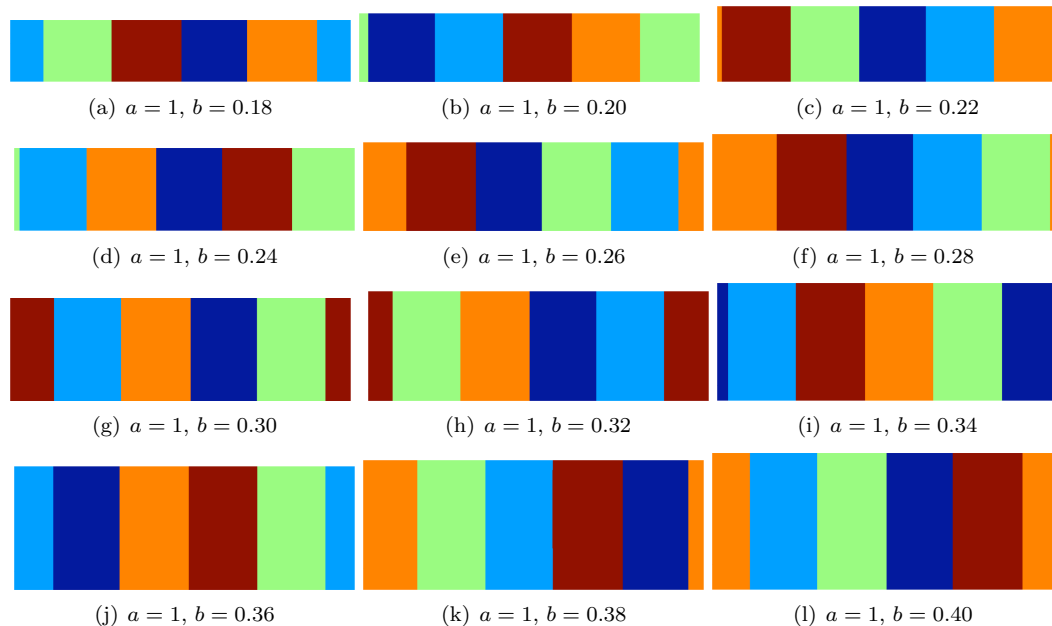 (a) a = 1, b = 0.18
(b) a = 1, b = 0.20
(c) a = 1, b = 0.22
(d) a = 1, b = 0.24
(e) a = 1, b = 0.26
(f) a = 1, b = 0.28
(g) a = 1, b = 0.30
(h) a = 1, b = 0.32
(i) a = 1, b = 0.34
(j) a = 1, b = 0.36
(k) a = 1, b = 0.38
(l) a = 1, b = 0.40